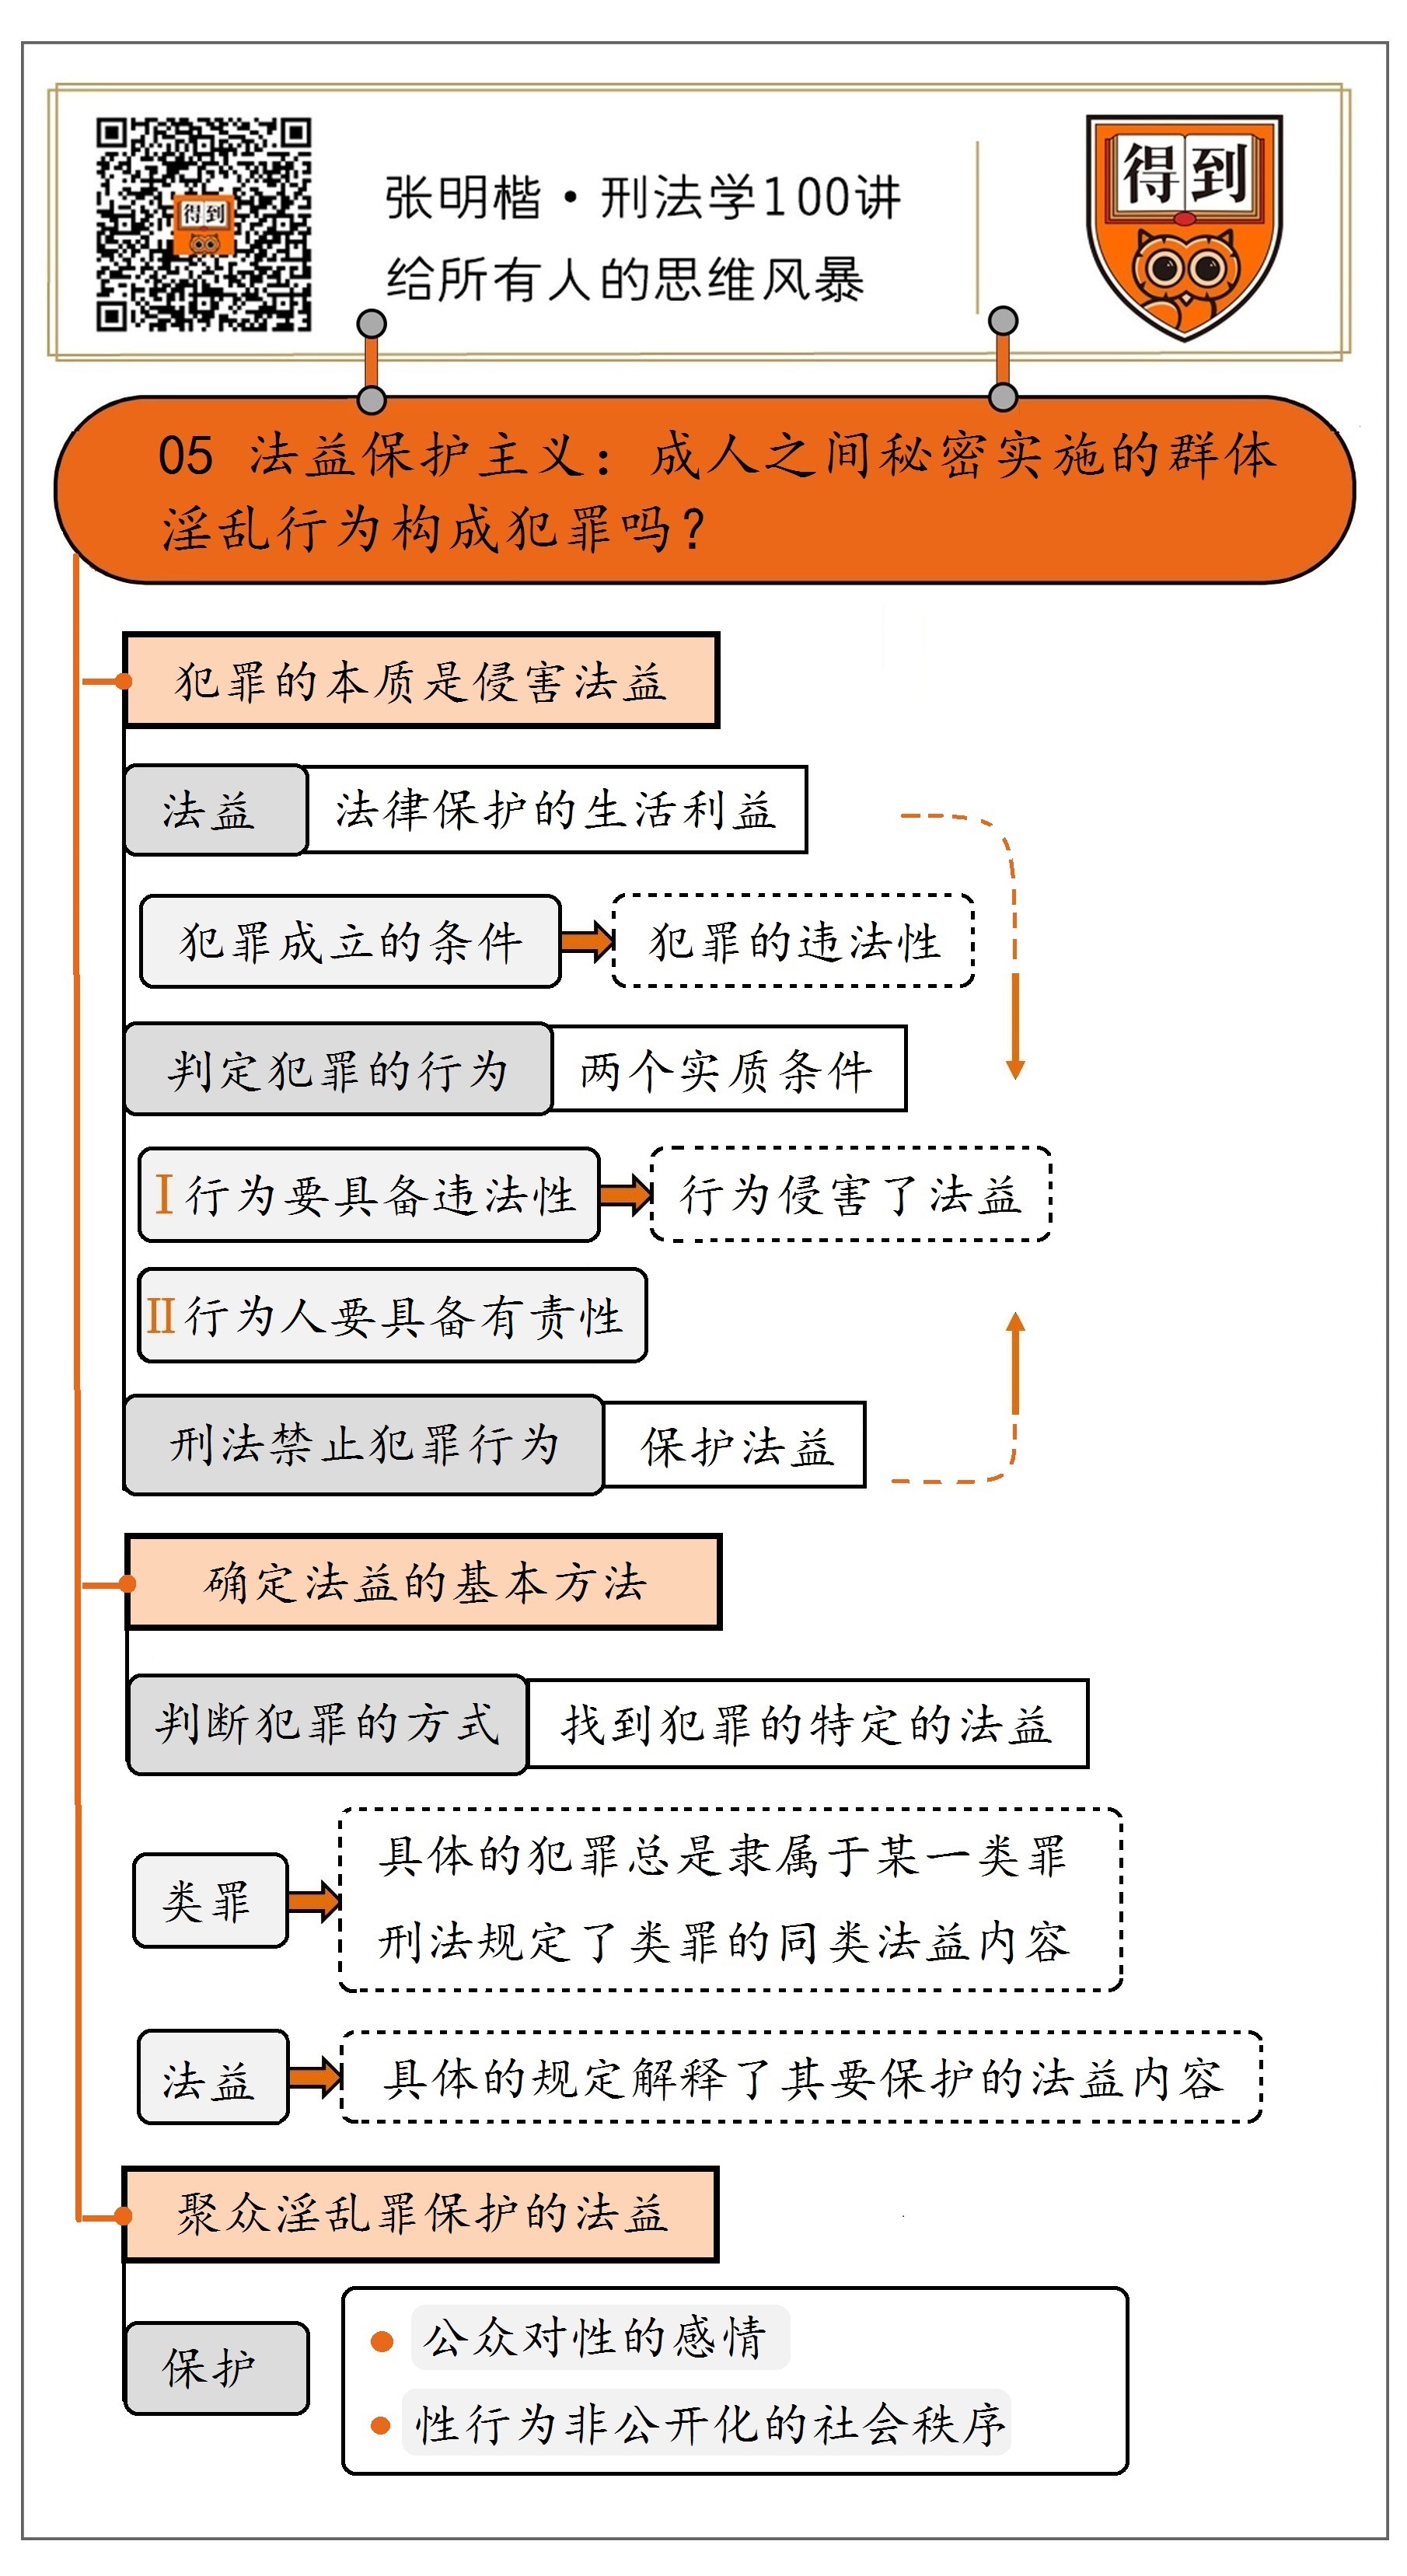 得到
张明楷·刑法学100讲
给所有人的思维风暴
得到
05 法益保护主义：成人之间秘密实施的群体
淫乱行为构成犯罪吗？
犯罪的本质是侵害法益
法益 法律保护的生活利益
犯罪成立的条件 犯罪的违法性
判定犯罪的行为 两个实质条件
Ⅰ行为要具备违法性 行为侵害了法益
Ⅱ行为人要具备有责性
刑法禁止犯罪行为 保护法益
确定法益的基本方法
判断犯罪的方式 找到犯罪的特定的法益
类罪
具体的犯罪总是隶属于某一类罪
刑法规定了类罪的同类法益内容
法益 具体的规定解释了其要保护的法益内容
聚众淫乱罪保护的法益
保护
公众对性的感情
性行为非公开化的社会秩序